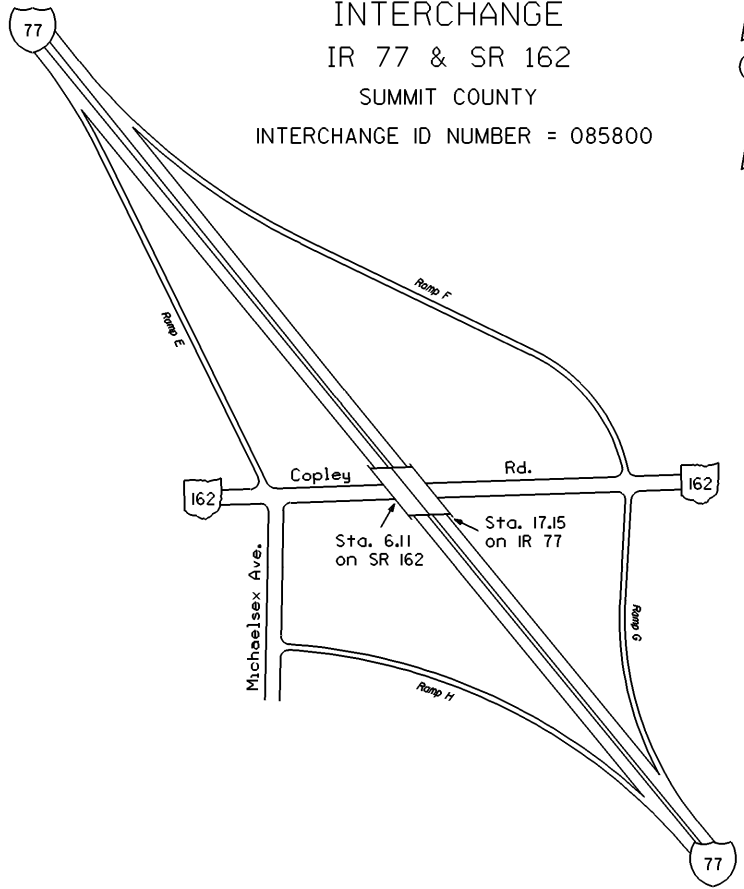 INTERCHANGE
IR 77 & SR 162
SUMMIT COUNTY
INTERCHANGE ID NUMBER = 085800
77
Ramp F
Ramp E
Copley Rd.
162
162
Sta. 6.11
on SR 162
Sta. 17.15
on IR 77
Michaelsex Ave.
Ramp G
Ramp H
77